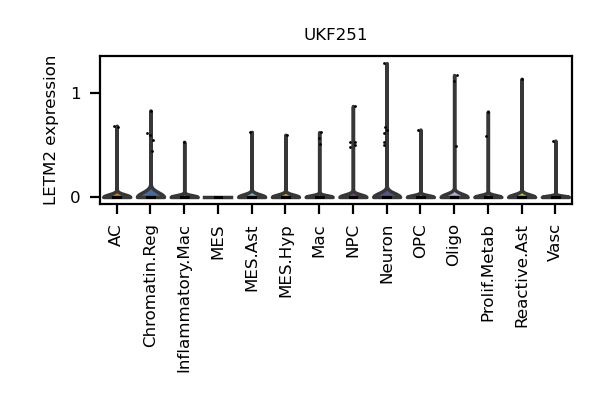 UKF251
LETM2 expression
1
0
AC
Chromatin.Reg
Inflammatory.Mac
MES
MES.Ast
MES.Hyp
Mac
NPC
Neuron
OPC
Oligo
Prolif.Metab
Reactive.Ast
Vasc